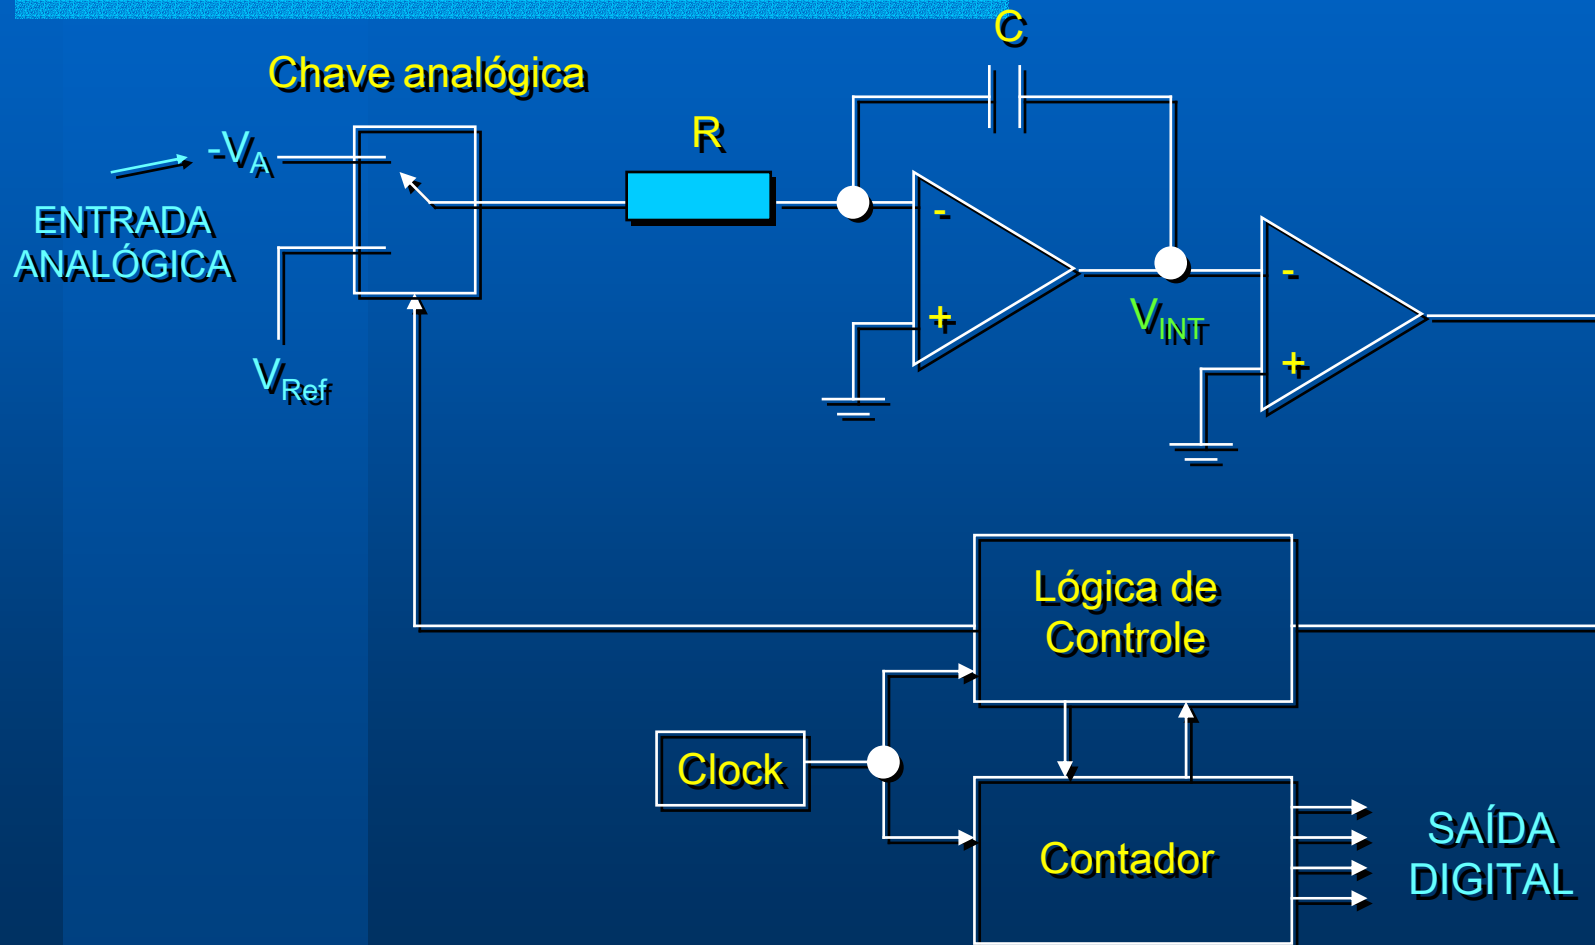 C
Chave analógica
R
-VA
ENTRADA
ANALÓGICA
-
+
-
+
VINT
VRef
Lógica de
Controle
Clock
Contador
SAÍDA
DIGITAL